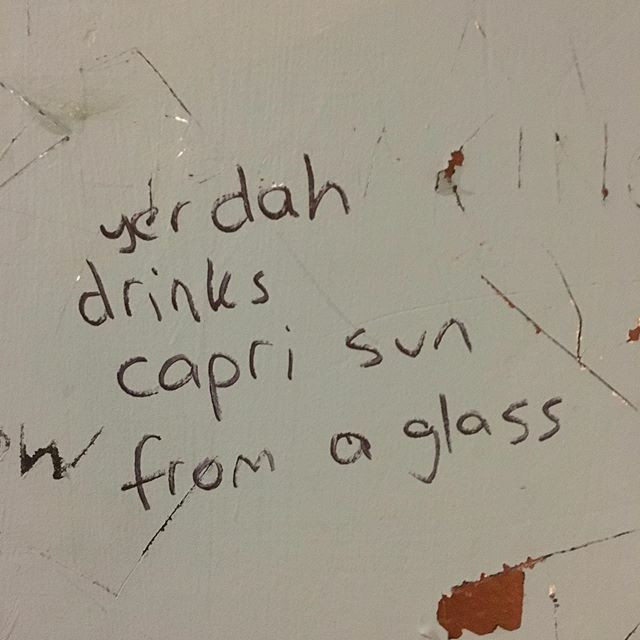 yer dah
drinks
capri sun
from a glass